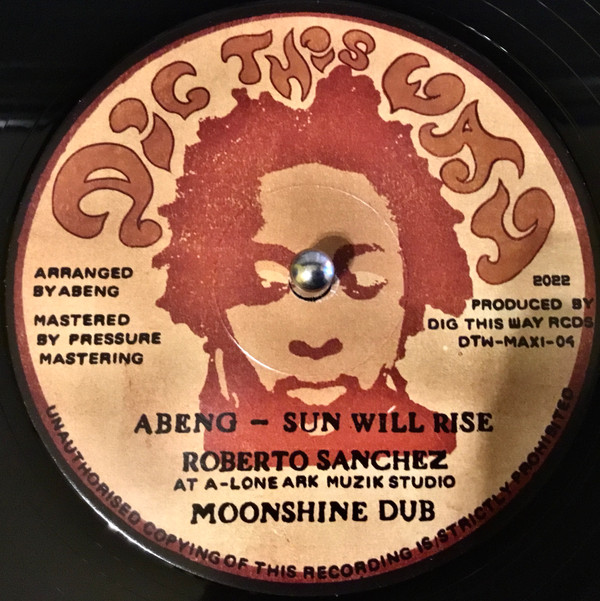 DIG THIS WAY
ARRANGED
BY ABENG
MASTERED
BY PRESSURE
MASTERING
2022
PRODUCED BY
DIG THIS WAY RCDS
DTW-MAXI-04
ABENG – SUN WILL RISE
ROBERTO SANCHEZ
AT A-LONE ARK MUZIK STUDIO
MOONSHINE DUB
UNAUTHORISED COPYING OF THIS RECORDING IS STRICTLY PROHIBITED